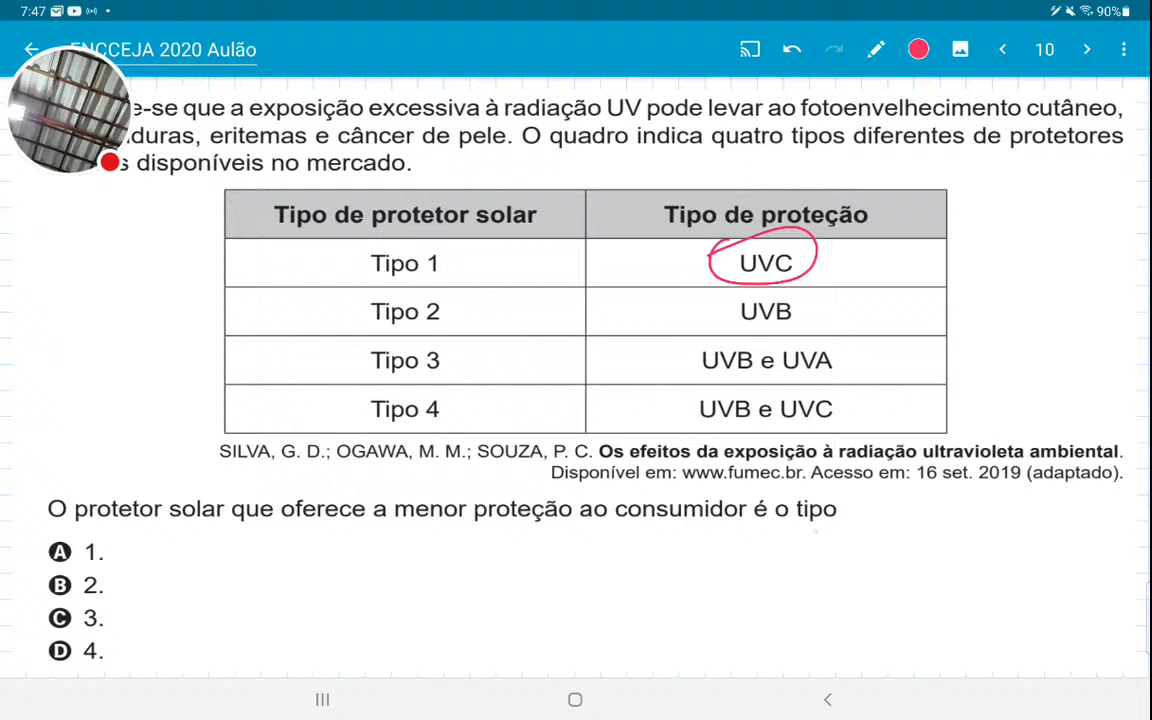 7:47
90%
ENCCEJA 2020 Aulão
10
e-se que a exposição excessiva à radiação UV pode levar ao fotoenvelhecimento cutâneo,
duras, eritemas e câncer de pele. O quadro indica quatro tipos diferentes de protetores
s disponíveis no mercado.
Tipo de protetor solar Tipo de proteção
Tipo 1 UVC
Tipo 2 UVB
Tipo 3 UVB e UVA
Tipo 4 UVB e UVC
SILVA, G. D.; OGAWA, M. M.; SOUZA, P. C. Os efeitos da exposição à radiação ultravioleta ambiental.
Disponível em: www.fumec.br. Acesso em: 16 set. 2019 (adaptado).
O protetor solar que oferece a menor proteção ao consumidor é o tipo
A 1.
B 2.
C 3.
D 4.